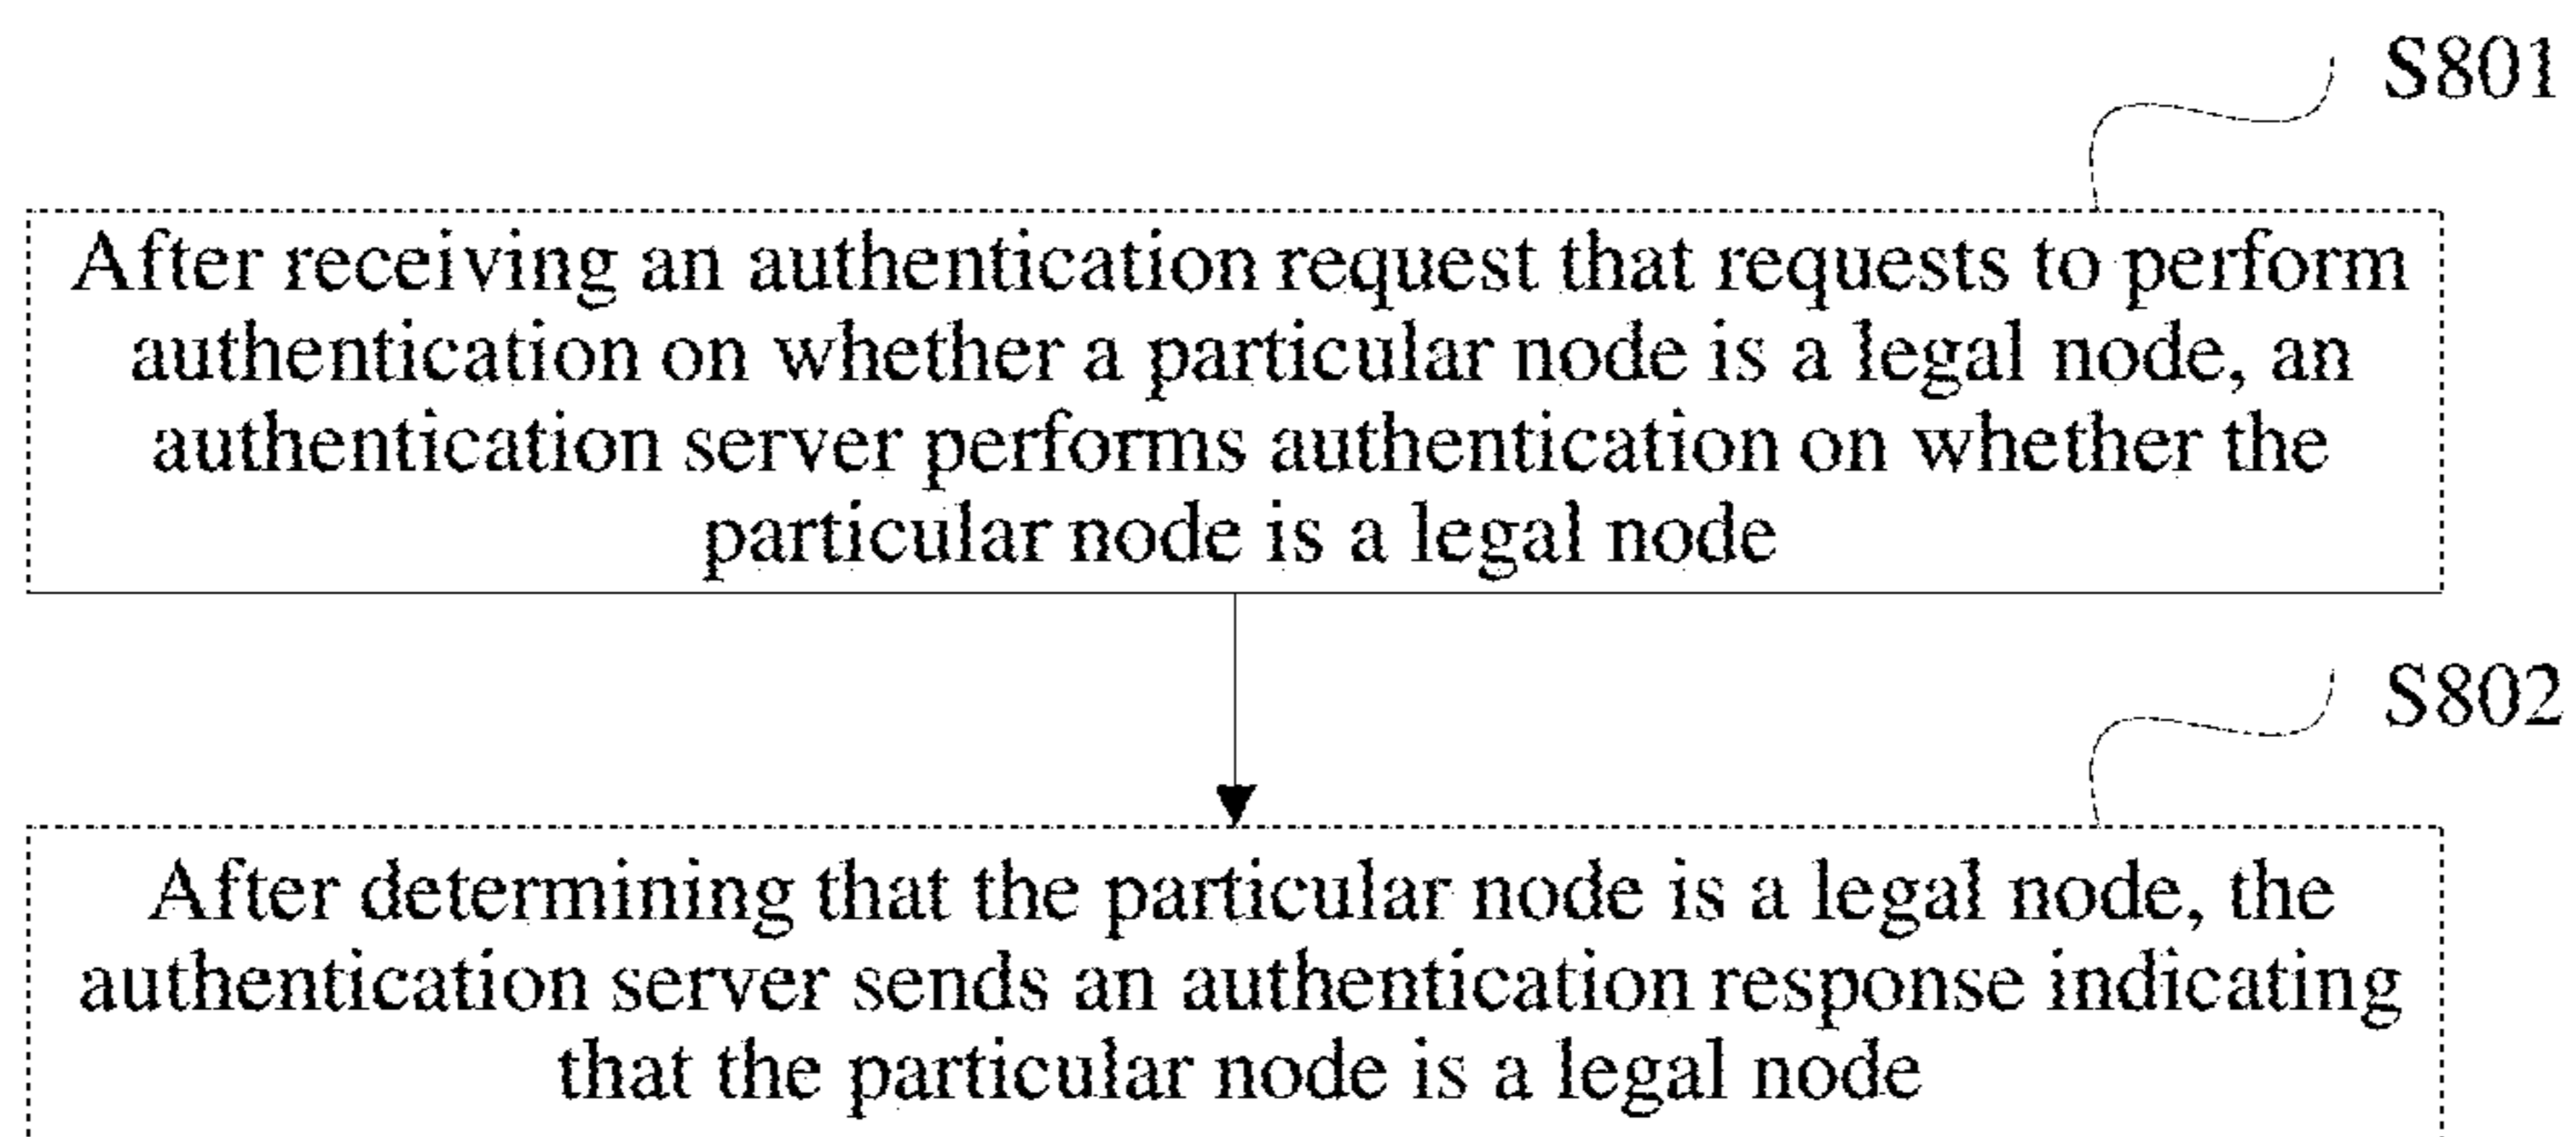 S801
After receiving an authentication request that requests to perform
authentication on whether a particular node is a legal node, an
authentication server performs authentication on whether the
particular node is a legal node
S802
After determining that the particular node is a legal node, the
authentication server sends an authentication response indicating
that the particular node is a legal node